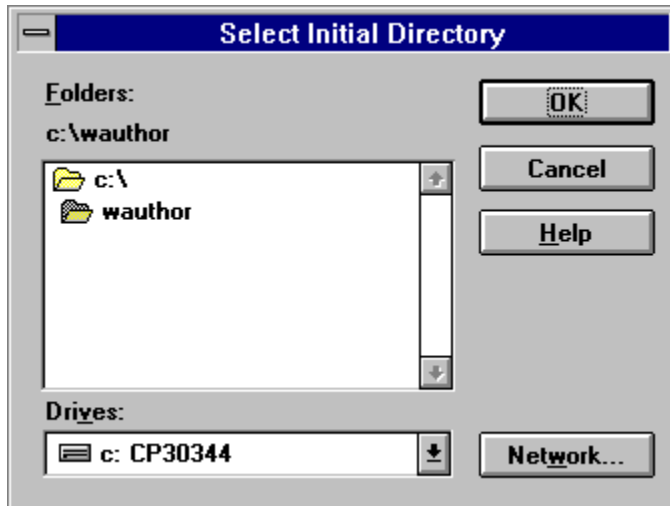 Select Initial Directory
Folders:
c:\wauthor
c:\
wauthor
Drives:
c: CP30344
OK
Cancel
Help
Network...